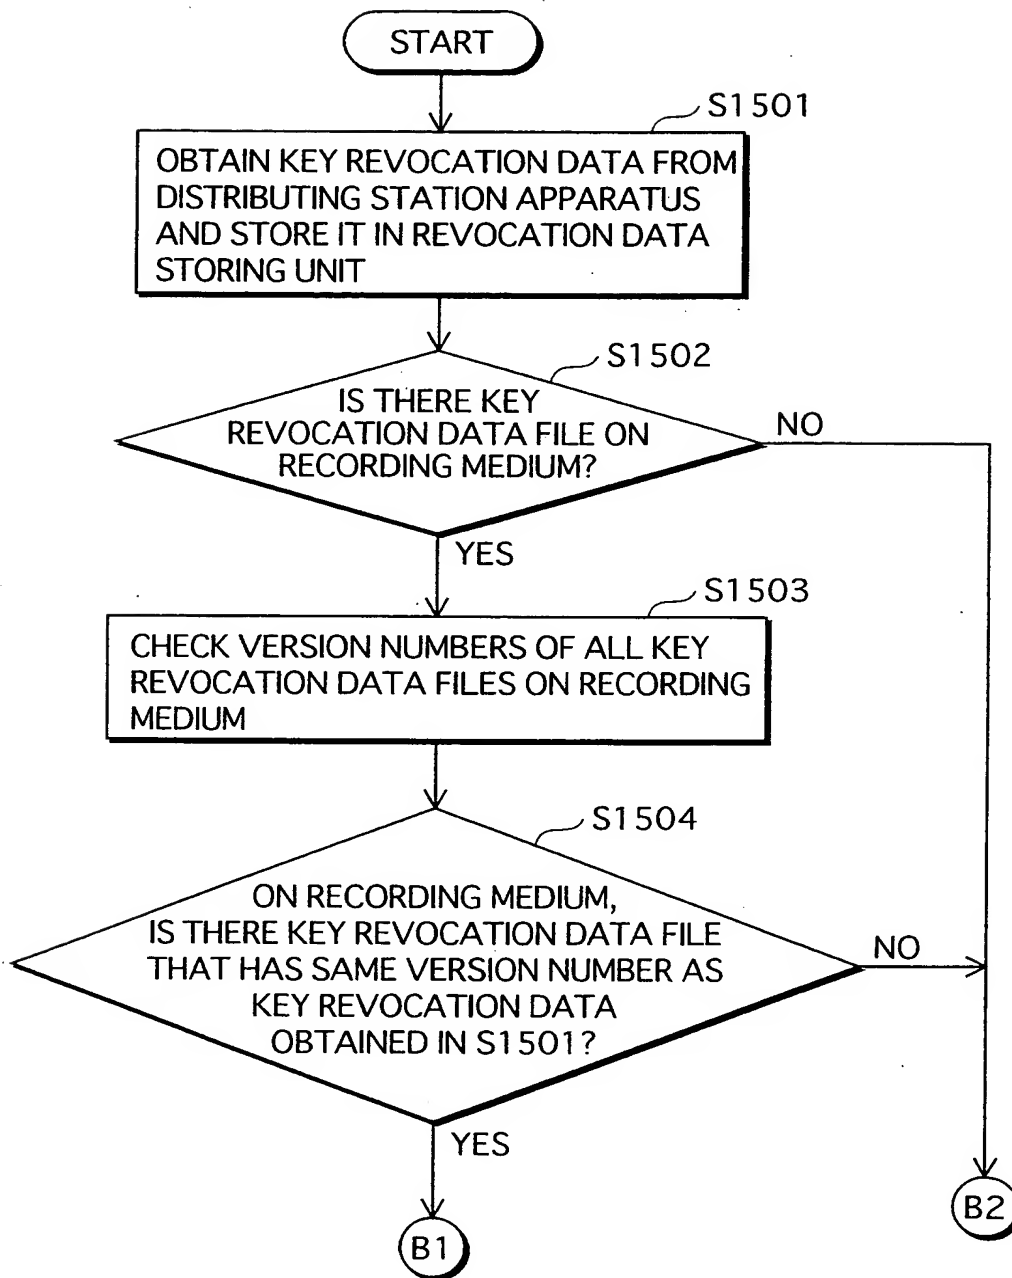 START
S1501
OBTAIN KEY REVOCATION DATA FROM
DISTRIBUTING STATION APPARATUS
AND STORE IT IN REVOCATION DATA
STORING UNIT
S1502
IS THERE KEY
REVOCATION DATA FILE ON
RECORDING MEDIUM?
NO
YES
S1503
CHECK VERSION NUMBERS OF ALL KEY
REVOCATION DATA FILES ON RECORDING
MEDIUM
S1504
ON RECORDING MEDIUM,
IS THERE KEY REVOCATION DATA FILE
THAT HAS SAME VERSION NUMBER AS
KEY REVOCATION DATA
OBTAINED IN S1501?
NO
YES
B2
B1